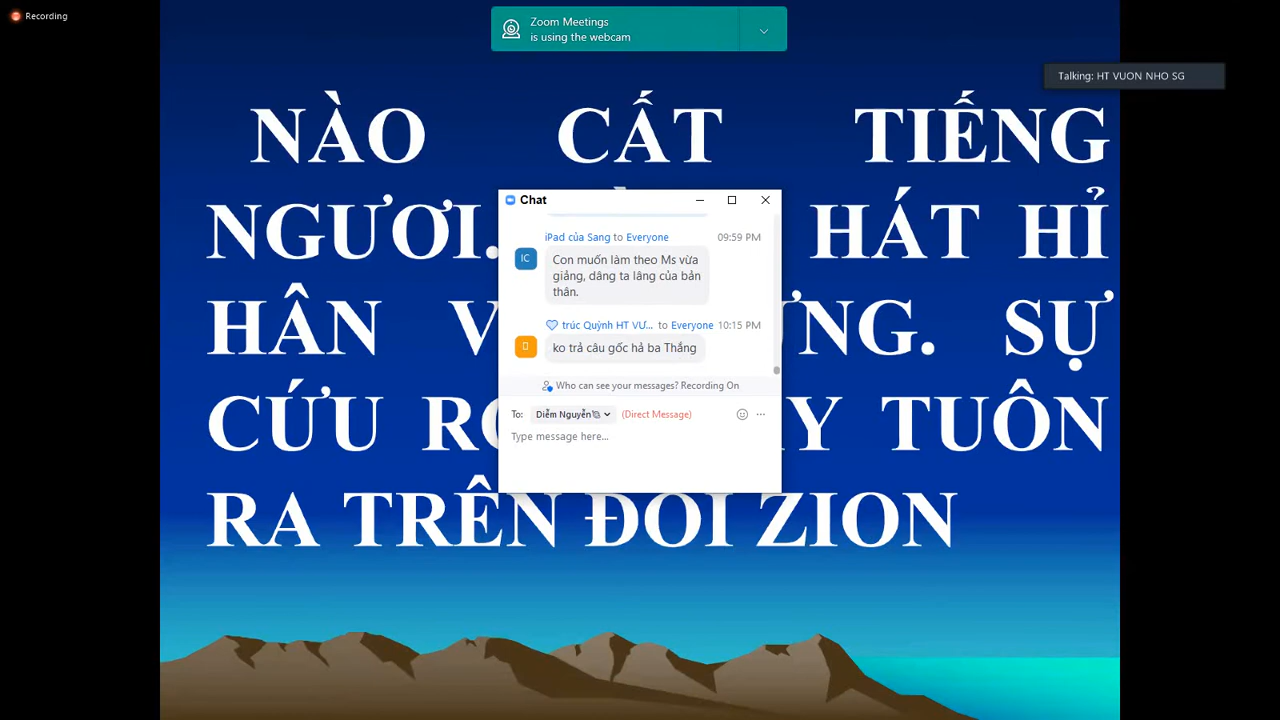 Recording
Zoom Meetings
is using the webcam
Talking: HT VUON NHO SG
NÀO CẤT TIẾNG
NGƯƠI. HÁT HỈ
HÂN SỰ
CỨU TUÔN
RA TRÊN ĐỒI ZION
Chat
iPad của Sang to Everyone 09:59 PM
IC
Con muốn làm theo Ms vừa
giảng, dâng ta lâng của bản
thân.
trúc Quỳnh HT VƯ... to Everyone 10:15 PM
ko trả câu gốc hả ba Thắng
Who can see your messages? Recording On
To: Diễm Nguyễn (Direct Message)
Type message here...